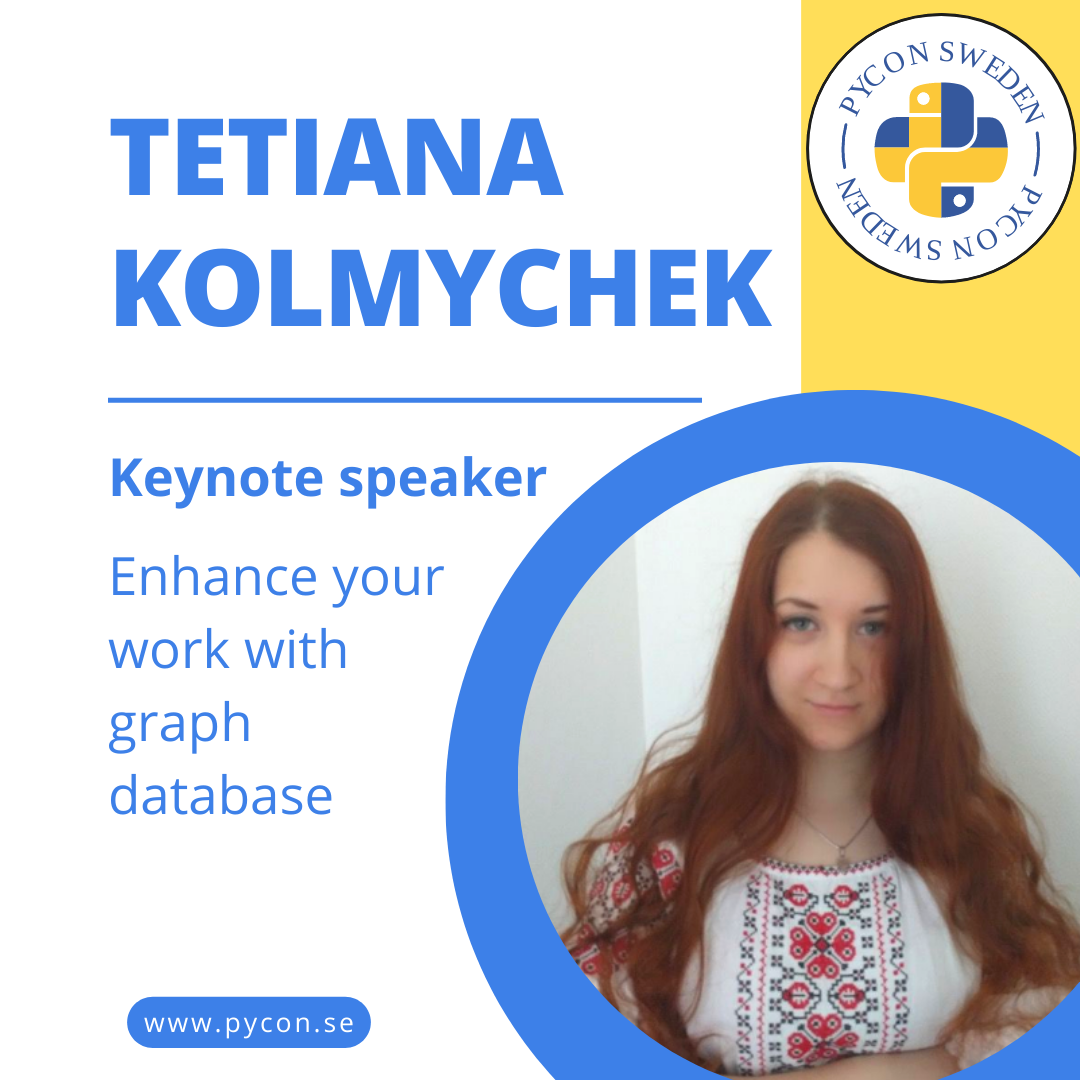 PYCON SWEDEN
PYCON SWEDEN
TETIANA
KOLMYCHEK
Keynote speaker
Enhance your
work with
graph
database
www.pycon.se